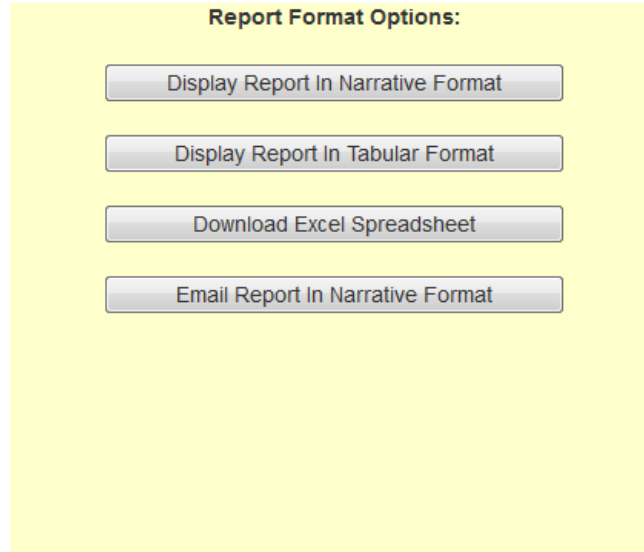 Report Format Options:
Display Report In Narrative Format
Display Report In Tabular Format
Download Excel Spreadsheet
Email Report In Narrative Format